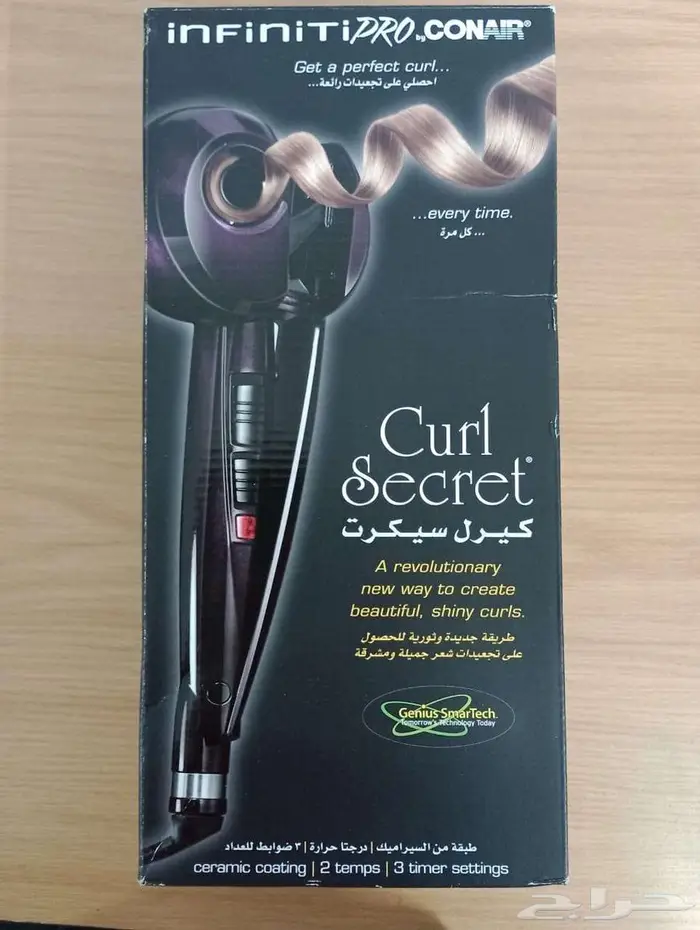 INFINITIPRO by CONAIR®
Get a perfect curl...
احصلي على تجعيدات رائعة...
...every time.
... كل مرة
Curl
Secret®
كيرل سيكرت
A revolutionary
new way to create
beautiful, shiny curls.
طريقة جديدة وثورية للحصول
على تجعيدات شعر جميلة ومشرقة
Genius SmarTech
Tomorrow's Technology Today
طبقة من السيراميك | درجتا حرارة | ٣ ضوابط للعداد
ceramic coating | 2 temps | 3 timer settings
حراج